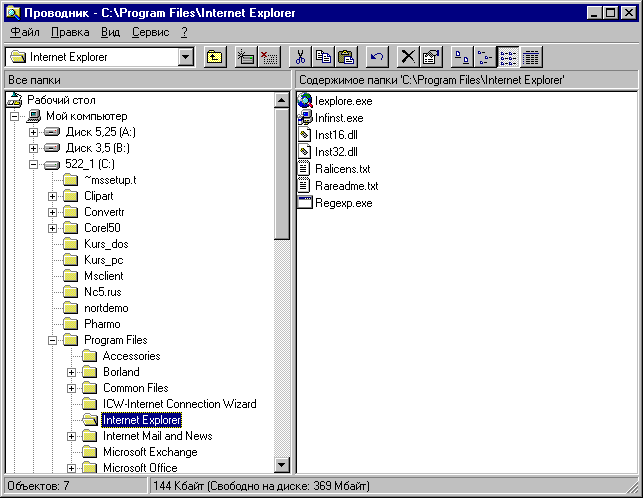 Проводник - C:\Program Files\Internet Explorer
Файл Правка Вид Сервис ?
Internet Explorer
Все папки
Содержимое папки 'C:\Program Files\Internet Explorer'
Рабочий стол
Мой компьютер
Диск 5,25 (A:)
Диск 3,5 (B:)
522_1 (C:)
~mssetup.t
Clipart
Convertr
Corel50
Kurs_dos
Kurs_pc
Msclient
Nc5.rus
nortdemo
Pharmo
Program Files
Accessories
Borland
Common Files
ICW-Internet Connection Wizard
Internet Explorer
Internet Mail and News
Microsoft Exchange
Microsoft Office
Iexplore.exe
Infinst.exe
Inst16.dll
Inst32.dll
Ralicens.txt
Rareadme.txt
Regexp.exe
Объектов: 7
144 Кбайт (Свободно на диске: 369 Мбайт)